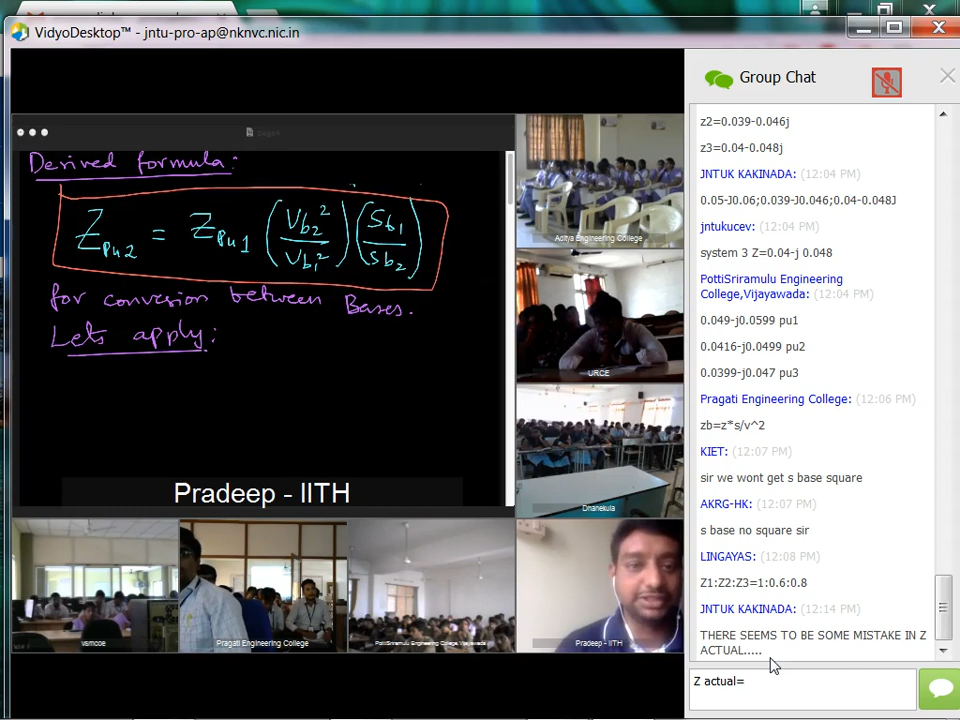 VidyoDesktop™ - jntu-pro-ap@nknvc.nic.in
Group Chat
Derived formula:
Z pu2 = Z pu1 (Vb2² / Vb1²) (Sb1 / Sb2)
for convesion between Bases.
Lets apply:
Pradeep - IITH
Aditya Engineering College
URCE
Dhanekula
vsmcoe
Pragati Engineering College
PottiSriramulu Engineering College,Vijayawada
Pradeep - IITH
z2=0.039-0.046j
z3=0.04-0.048j
JNTUK KAKINADA: (12:04 PM)
0.05-J0.06;0.039-J0.046;0.04-0.048J
jntukucev: (12:04 PM)
system 3 Z=0.04-j 0.048
PottiSriramulu Engineering
College,Vijayawada: (12:04 PM)
0.049-j0.0599 pu1
0.0416-j0.0499 pu2
0.0399-j0.047 pu3
Pragati Engineering College: (12:06 PM)
zb=z*s/v^2
KIET: (12:07 PM)
sir we wont get s base square
AKRG-HK: (12:07 PM)
s base no square sir
LINGAYAS: (12:08 PM)
Z1:Z2:Z3=1:0.6:0.8
JNTUK KAKINADA: (12:14 PM)
THERE SEEMS TO BE SOME MISTAKE IN Z
ACTUAL.....
Z actual=